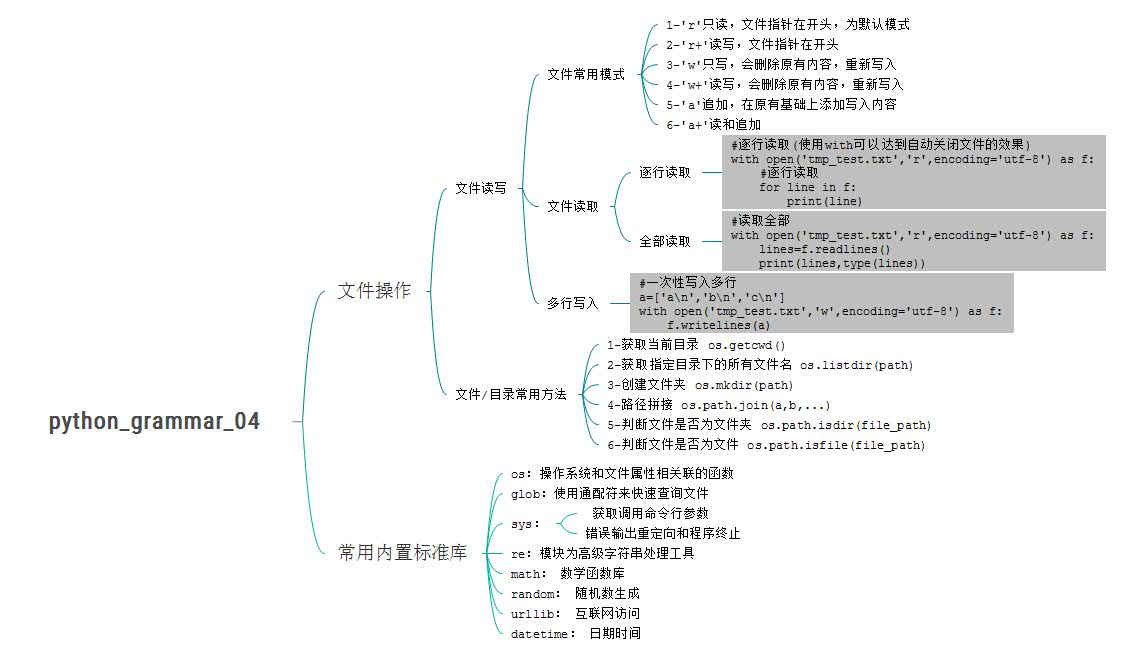 python_grammar_04
文件操作
文件读写
文件常用模式
1-'r'只读，文件指针在开头，为默认模式
2-'r+'读写，文件指针在开头
3-'w'只写，会删除原有内容，重新写入
4-'w+'读写，会删除原有内容，重新写入
5-'a'追加，在原有基础上添加写入内容
6-'a+'读和追加
文件读取
逐行读取
#逐行读取(使用with可以达到自动关闭文件的效果)
with open('tmp_test.txt','r',encoding='utf-8') as f:
    #逐行读取
    for line in f:
        print(line)
全部读取
#读取全部
with open('tmp_test.txt','r',encoding='utf-8') as f:
    lines=f.readlines()
    print(lines,type(lines))
多行写入
#一次性写入多行
a=['a\n','b\n','c\n']
with open('tmp_test.txt','w',encoding='utf-8') as f:
    f.writelines(a)
文件/目录常用方法
1-获取当前目录 os.getcwd()
2-获取指定目录下的所有文件名 os.listdir(path)
3-创建文件夹 os.mkdir(path)
4-路径拼接 os.path.join(a,b,...)
5-判断文件是否为文件夹 os.path.isdir(file_path)
6-判断文件是否为文件 os.path.isfile(file_path)
常用内置标准库
os：操作系统和文件属性相关联的函数
glob：使用通配符来快速查询文件
sys：
获取调用命令行参数
错误输出重定向和程序终止
re：模块为高级字符串处理工具
math： 数学函数库
random： 随机数生成
urllib： 互联网访问
datetime： 日期时间